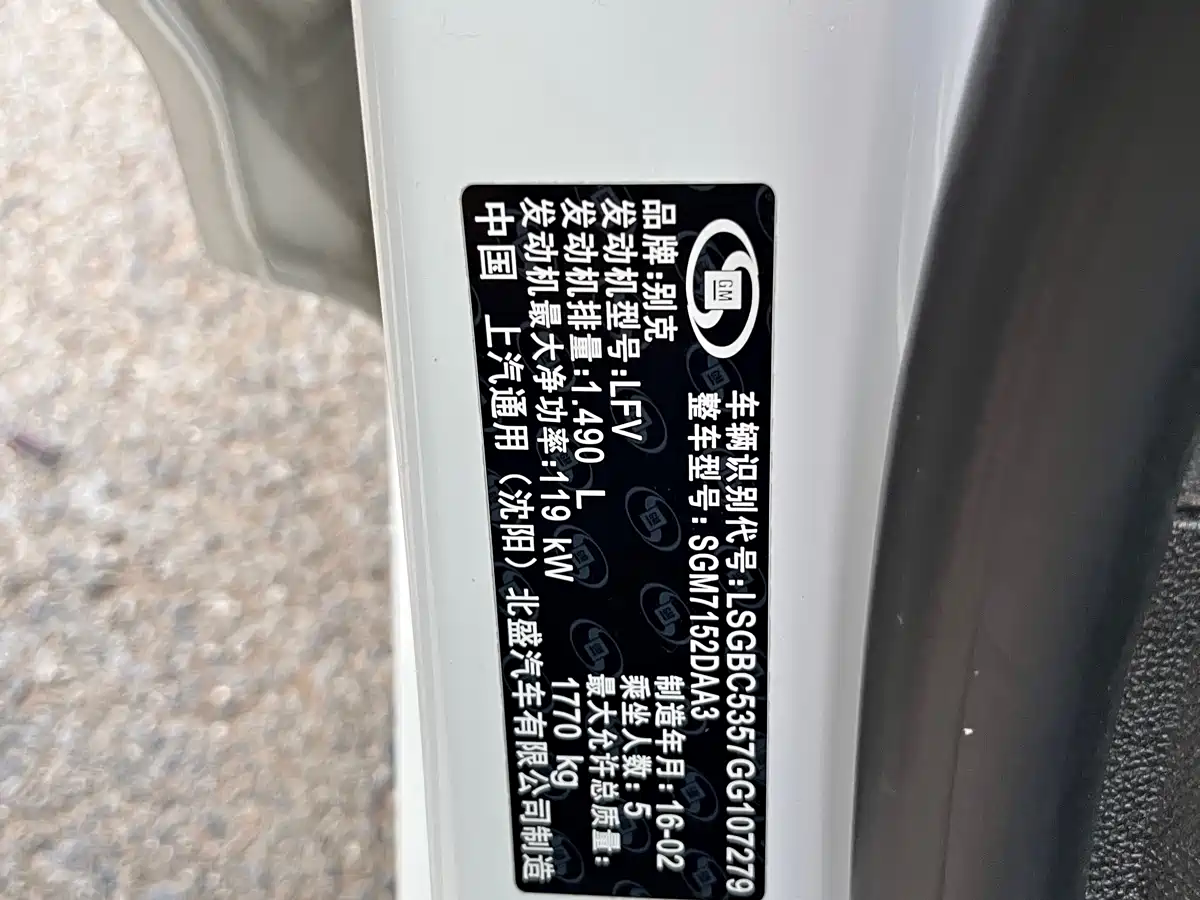 GM
车辆识别代号:LSGBC5357GG107279
整车型号:SGM7152DAA3
品牌:别克
制造年月:16-02
发动机型号:LFV
乘坐人数:5
发动机排量:1.490 L
最大允许总质量:
发动机最大净功率:119 kW
1770 kg
中国 上汽通用(沈阳)北盛汽车有限公司制造